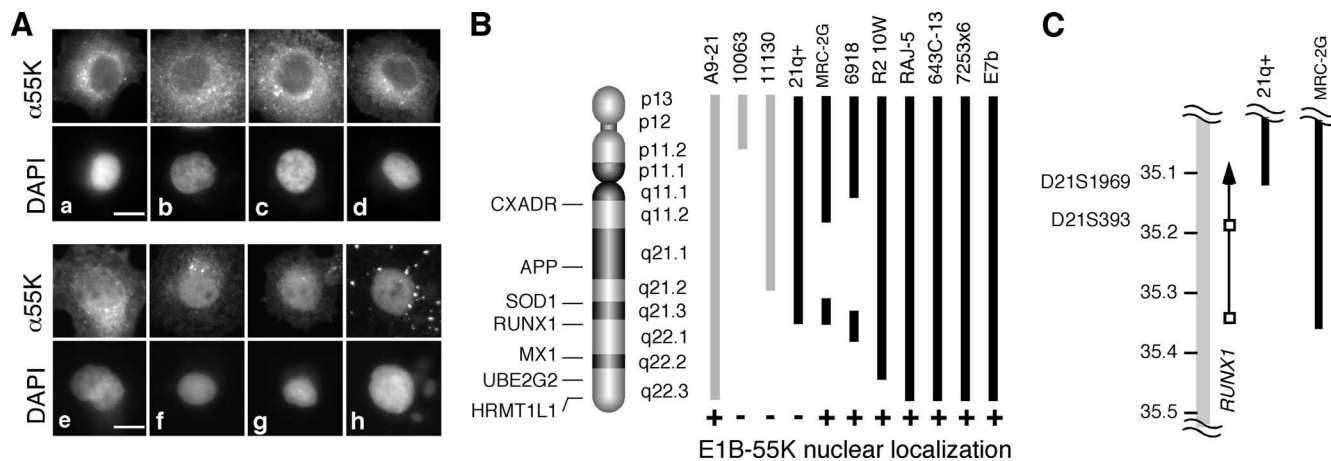 A
α55K
DAPI
a
b
c
d
α55K
DAPI
e
f
g
h
B
p13
p12
p11.2
p11.1
q11.1
q11.2
q21.1
q21.2
q21.3
q22.1
q22.2
q22.3
CXADR
APP
SOD1
RUNX1
MX1
UBE2G2
HRMT1L1
A9-21
10063
11130
21q+
MRC-2G
6918
R2 10W
RAJ-5
643C-13
7253x6
E7b
+ - - - + + + + + + +
E1B-55K nuclear localization
C
21q+
MRC-2G
D21S1969
D21S393
35.1
35.2
35.3
35.4
35.5
RUNX1